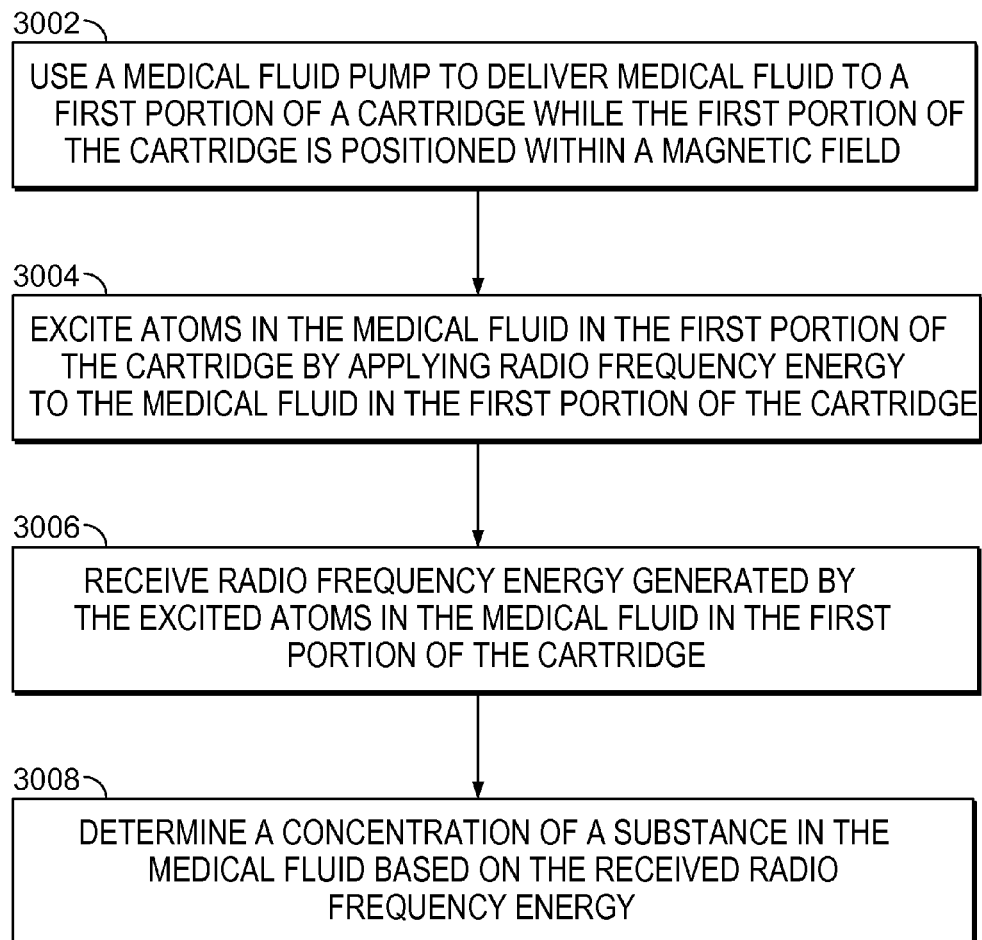 3002
USE A MEDICAL FLUID PUMP TO DELIVER MEDICAL FLUID TO A
FIRST PORTION OF A CARTRIDGE WHILE THE FIRST PORTION OF
THE CARTRIDGE IS POSITIONED WITHIN A MAGNETIC FIELD
3004
EXCITE ATOMS IN THE MEDICAL FLUID IN THE FIRST PORTION OF
THE CARTRIDGE BY APPLYING RADIO FREQUENCY ENERGY
TO THE MEDICAL FLUID IN THE FIRST PORTION OF THE CARTRIDGE
3006
RECEIVE RADIO FREQUENCY ENERGY GENERATED BY
THE EXCITED ATOMS IN THE MEDICAL FLUID IN THE FIRST
PORTION OF THE CARTRIDGE
3008
DETERMINE A CONCENTRATION OF A SUBSTANCE IN THE
MEDICAL FLUID BASED ON THE RECEIVED RADIO
FREQUENCY ENERGY